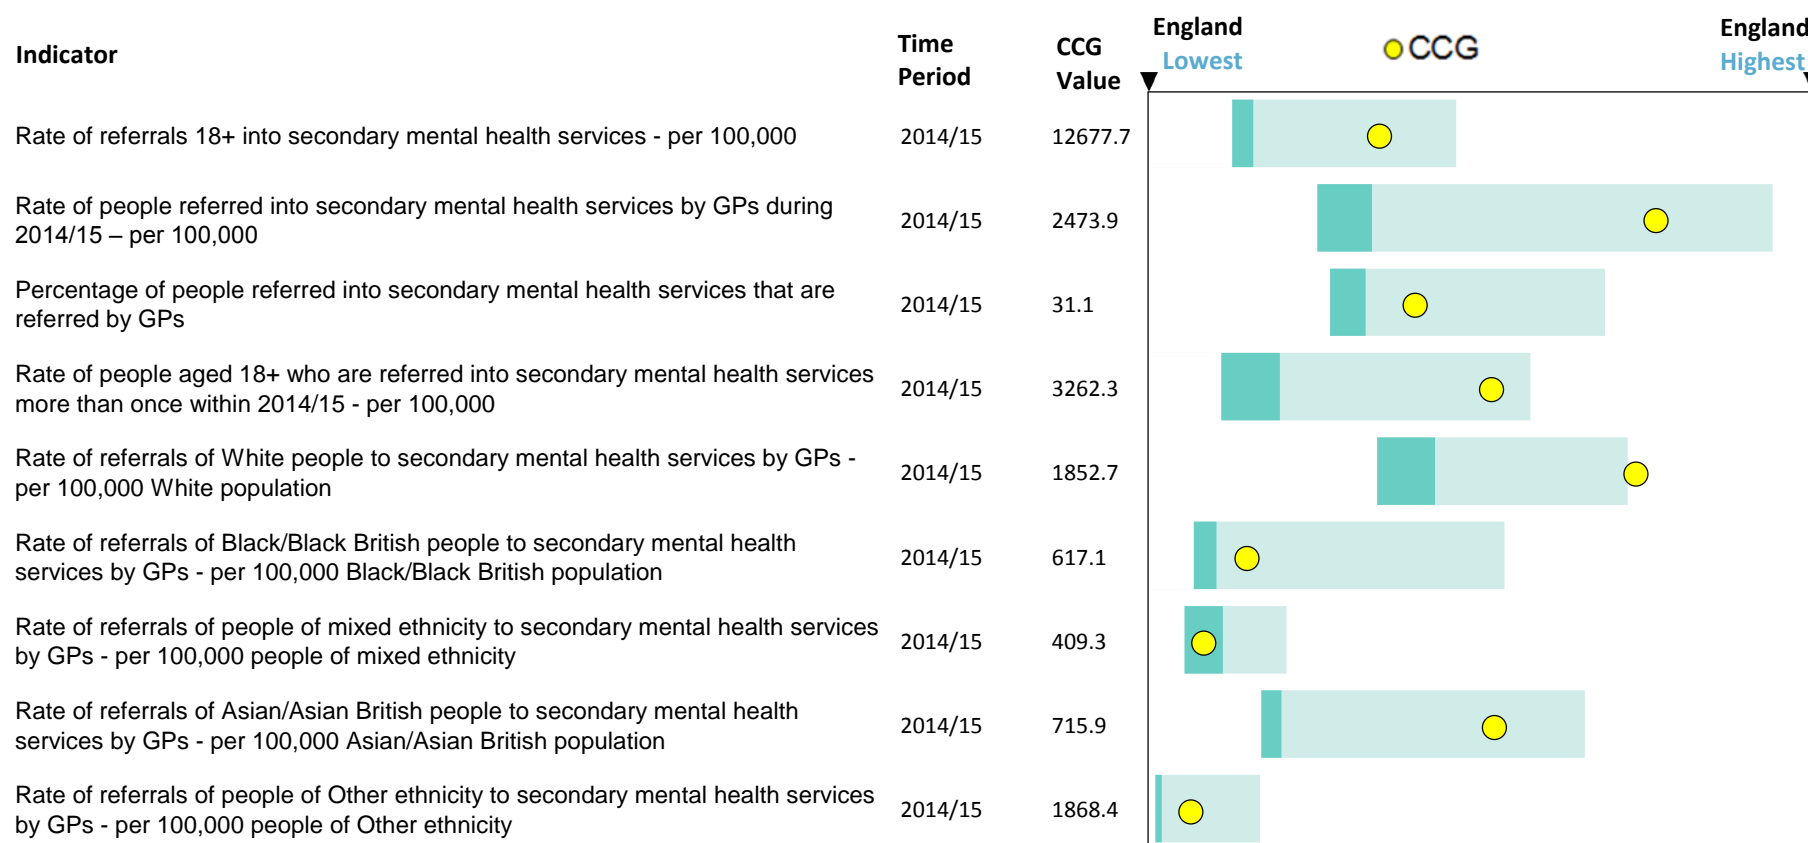 Indicator
Time
Period
CCG
Value
England
Lowest
CCG
England
Highest
Rate of referrals 18+ into secondary mental health services - per 100,000
2014/15
12677.7
Rate of people referred into secondary mental health services by GPs during
2014/15 – per 100,000
2014/15
2473.9
Percentage of people referred into secondary mental health services that are
referred by GPs
2014/15
31.1
Rate of people aged 18+ who are referred into secondary mental health services
more than once within 2014/15 - per 100,000
2014/15
3262.3
Rate of referrals of White people to secondary mental health services by GPs -
per 100,000 White population
2014/15
1852.7
Rate of referrals of Black/Black British people to secondary mental health
services by GPs - per 100,000 Black/Black British population
2014/15
617.1
Rate of referrals of people of mixed ethnicity to secondary mental health services
by GPs - per 100,000 people of mixed ethnicity
2014/15
409.3
Rate of referrals of Asian/Asian British people to secondary mental health
services by GPs - per 100,000 Asian/Asian British population
2014/15
715.9
Rate of referrals of people of Other ethnicity to secondary mental health services
by GPs - per 100,000 people of Other ethnicity
2014/15
1868.4